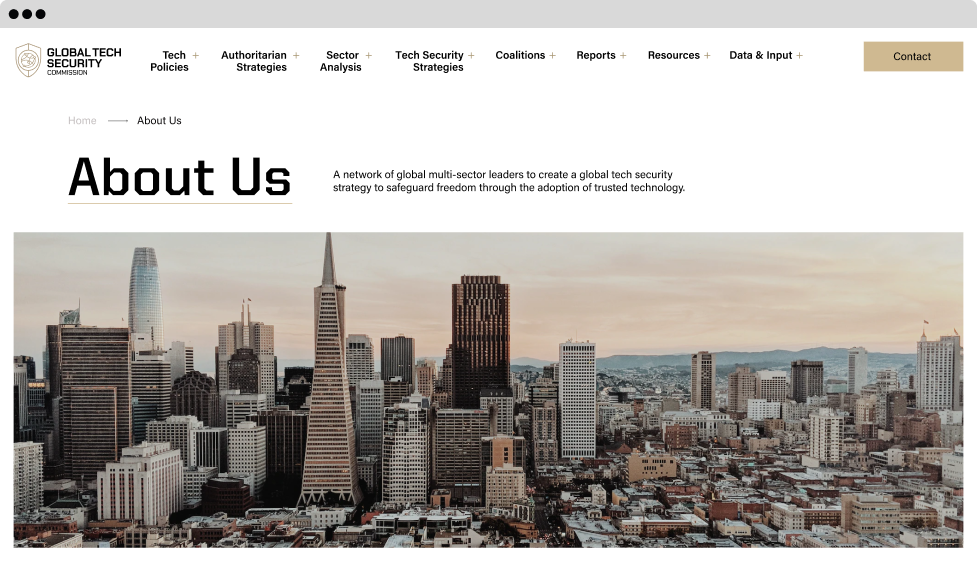 GLOBAL TECH
SECURITY
COMMISSION
Tech +
Policies
Authoritarian +
Strategies
Sector +
Analysis
Tech Security +
Strategies
Coalitions +
Reports +
Resources +
Data & Input +
Contact
Home
About Us
About Us
A network of global multi-sector leaders to create a global tech security
strategy to safeguard freedom through the adoption of trusted technology.